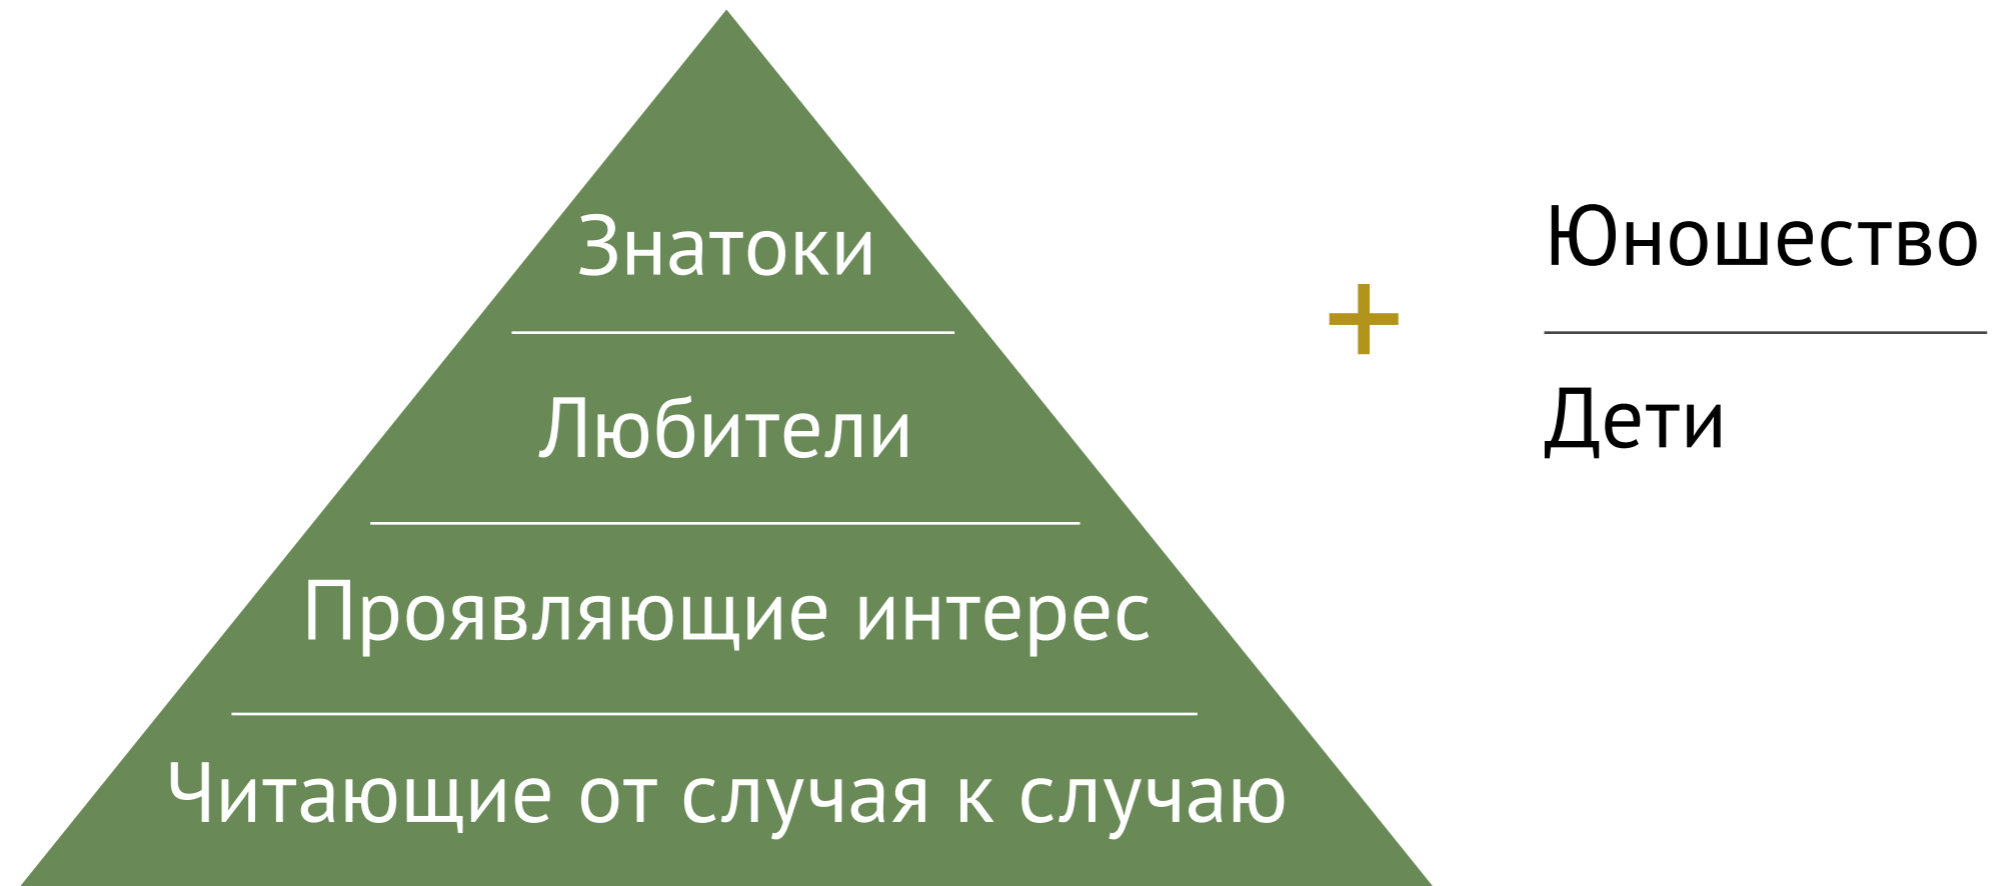 Знатоки
Любители
Проявляющие интерес
Читающие от случая к случаю
+
Юношество
Дети